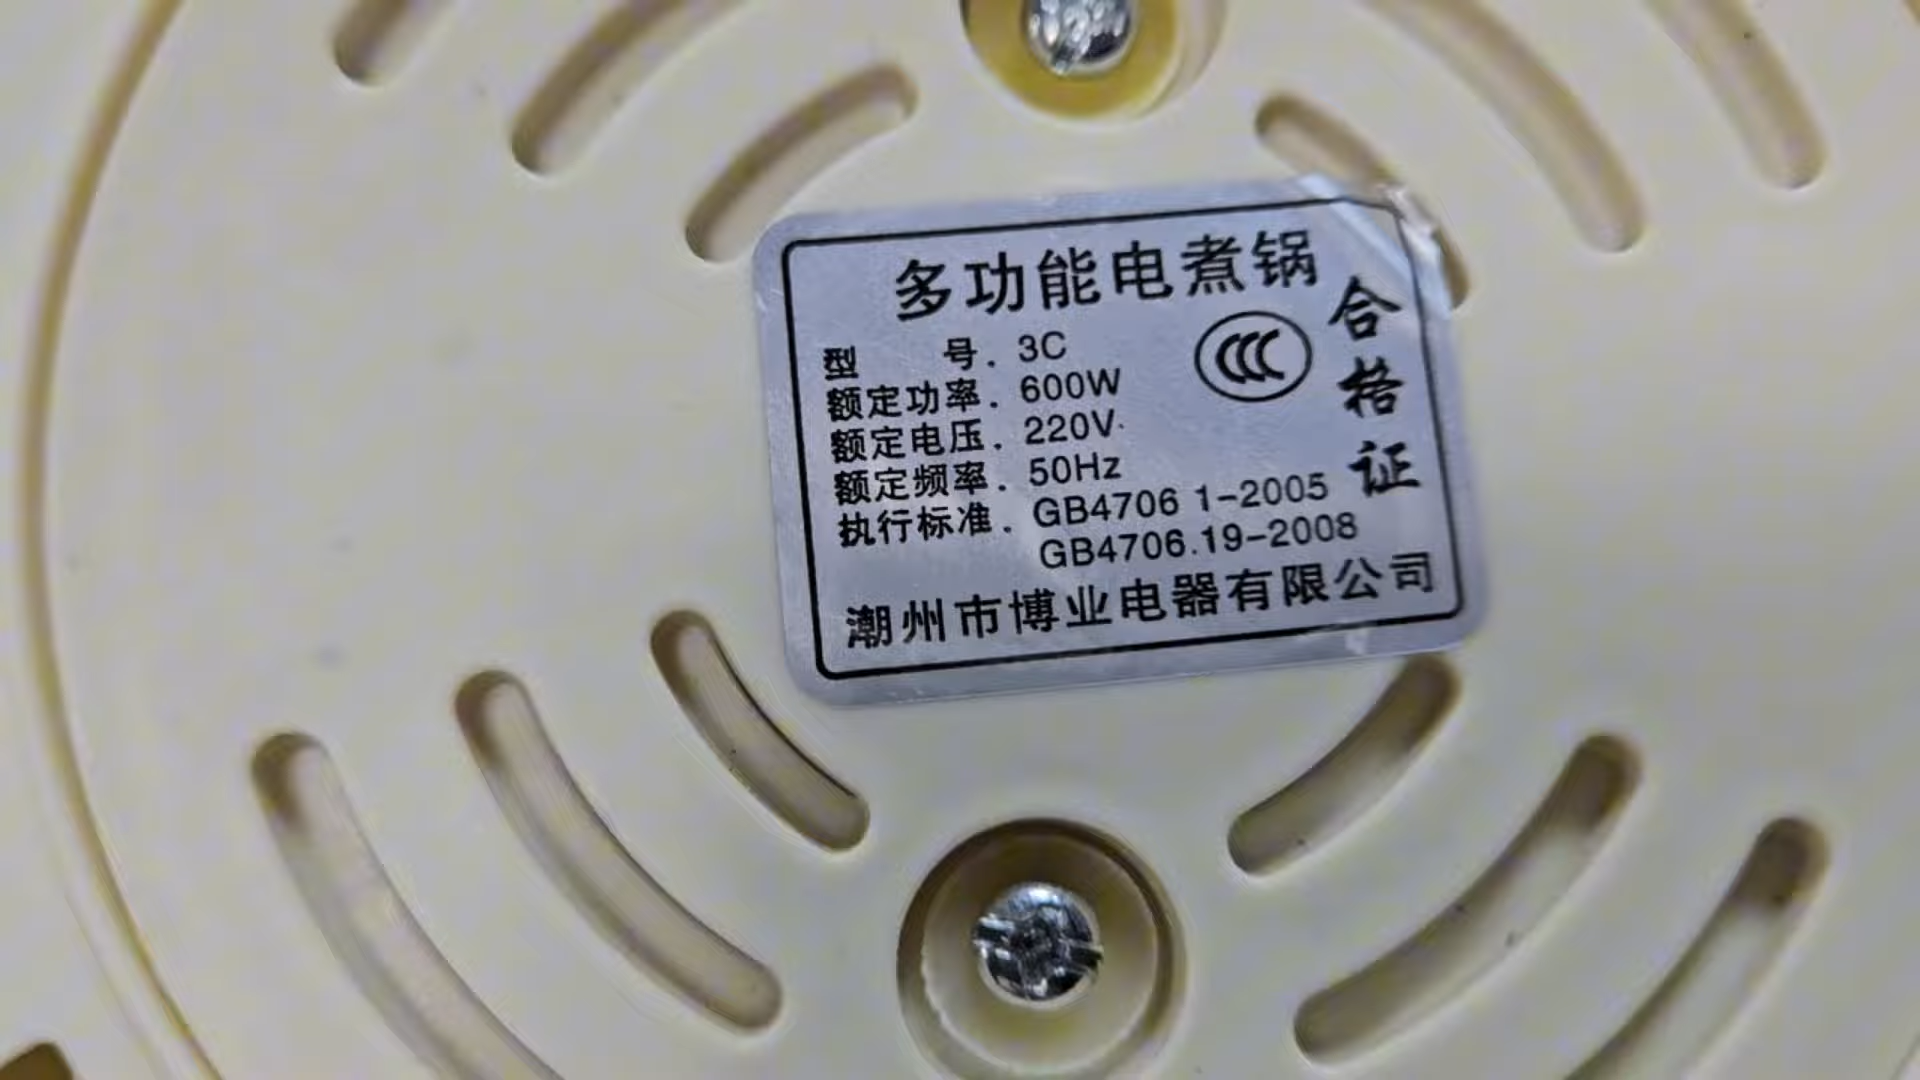 多功能电煮锅
型 号. 3C
额定功率. 600W
额定电压. 220V
额定频率. 50Hz
执行标准. GB4706 1-2005
GB4706.19-2008
潮州市博业电器有限公司
CCC
合格证